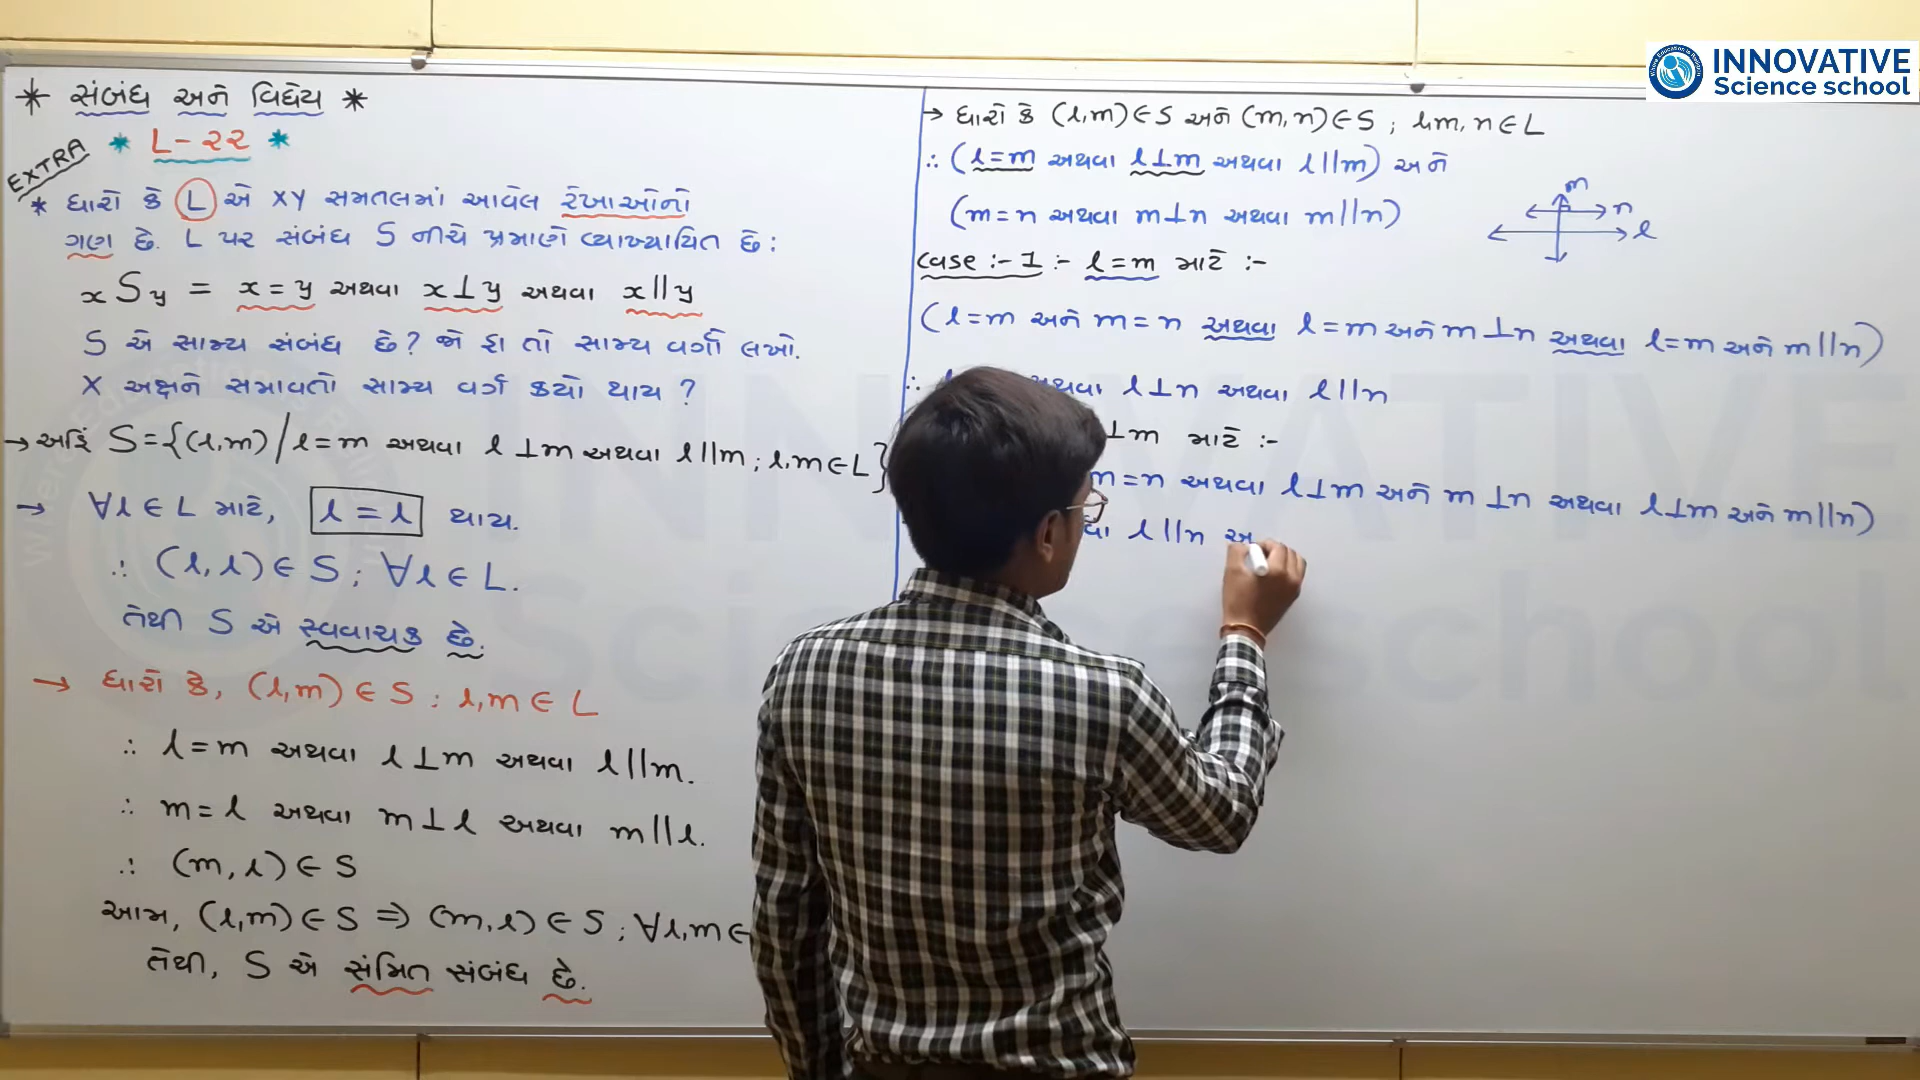 INNOVATIVE
Science school
* સંબંધ અને વિધેય *
* L-૨૨ *
EXTRA
* ધારો કે L એ XY સમતલમાં આવેલ રેખાઓનો
ગણ છે. L પર સંબંધ S નીચે પ્રમાણે વ્યાખ્યાયિત છે :
xSy = x=y અથવા x⊥y અથવા x||y
S એ સામ્ય સંબંધ છે? જો હા તો સામ્ય વર્ગો લખો.
X અક્ષને સમાવતો સામ્ય વર્ગ કયો થાય ?
→ અહિં S={(l,m)/l=m અથવા l⊥m અથવા l||m; l,m∈L}
→ ∀l∈L માટે, l=l થાય.
∴ (l,l)∈S; ∀l∈L.
તેથી S એ સ્વવાચક છે.
→ ધારો કે, (l,m)∈S; l,m∈L
∴ l=m અથવા l⊥m અથવા l||m.
∴ m=l અથવા m⊥l અથવા m||l.
∴ (m,l)∈S
આમ, (l,m)∈S ⇒ (m,l)∈S; ∀l,m∈
તેથી, S એ સંમિત સંબંધ છે.
→ ધારો કે (l,m)∈S અને (m,n)∈S; l,m,n∈L
∴ (l=m અથવા l⊥m અથવા l||m) અને
(m=n અથવા m⊥n અથવા m||n)
m
n
l
Case :- 1 :- l=m માટે :-
(l=m અને m=n અથવા l=m અને m⊥n અથવા l=m અને m||n)
∴ અથવા l⊥n અથવા l||n
⊥m માટે :-
m=n અથવા l⊥m અને m⊥n અથવા l⊥m અને m||n)
l||n અ